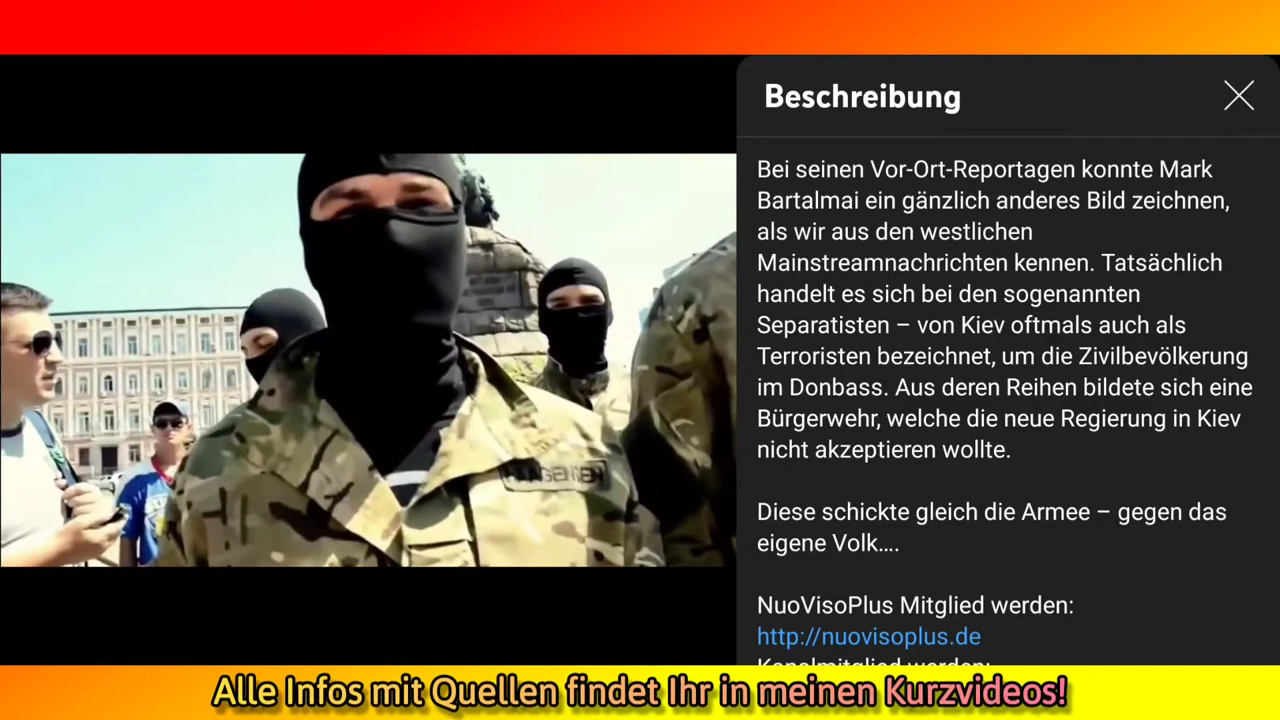 Beschreibung
Bei seinen Vor-Ort-Reportagen konnte Mark
Bartalmai ein gänzlich anderes Bild zeichnen,
als wir aus den westlichen
Mainstreamnachrichten kennen. Tatsächlich
handelt es sich bei den sogenannten
Separatisten – von Kiev oftmals auch als
Terroristen bezeichnet, um die Zivilbevölkerung
im Donbass. Aus deren Reihen bildete sich eine
Bürgerwehr, welche die neue Regierung in Kiev
nicht akzeptieren wollte.
Diese schickte gleich die Armee – gegen das
eigene Volk....
NuoVisoPlus Mitglied werden:
http://nuovisoplus.de
Kanalmitglied werden:
Alle Infos mit Quellen findet Ihr in meinen Kurzvideos!